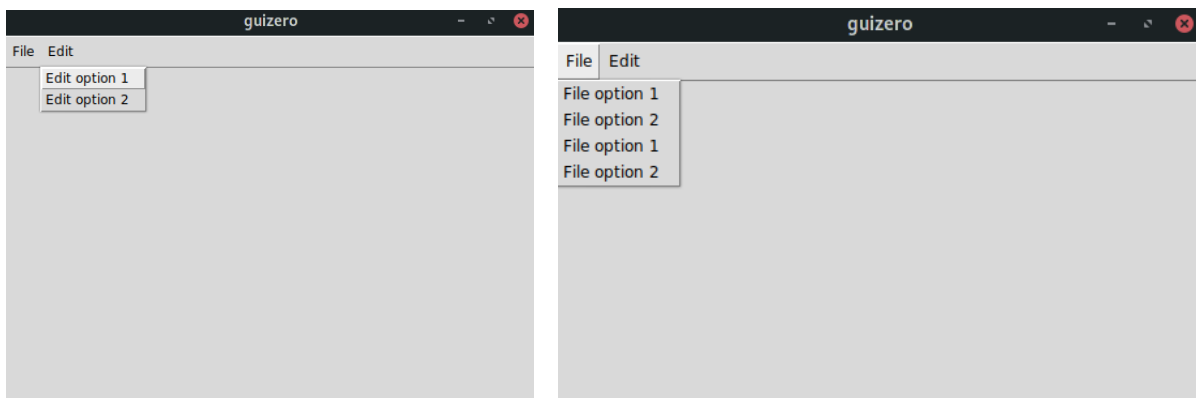 guizero
File Edit
Edit option 1
Edit option 2
guizero
File Edit
File option 1
File option 2
File option 1
File option 2